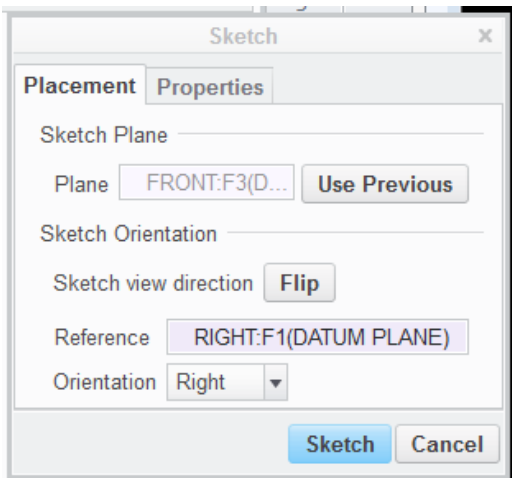 Sketch
Placement Properties
Sketch Plane
Plane FRONT:F3(D... Use Previous
Sketch Orientation
Sketch view direction Flip
Reference RIGHT:F1(DATUM PLANE)
Orientation Right
Sketch Cancel